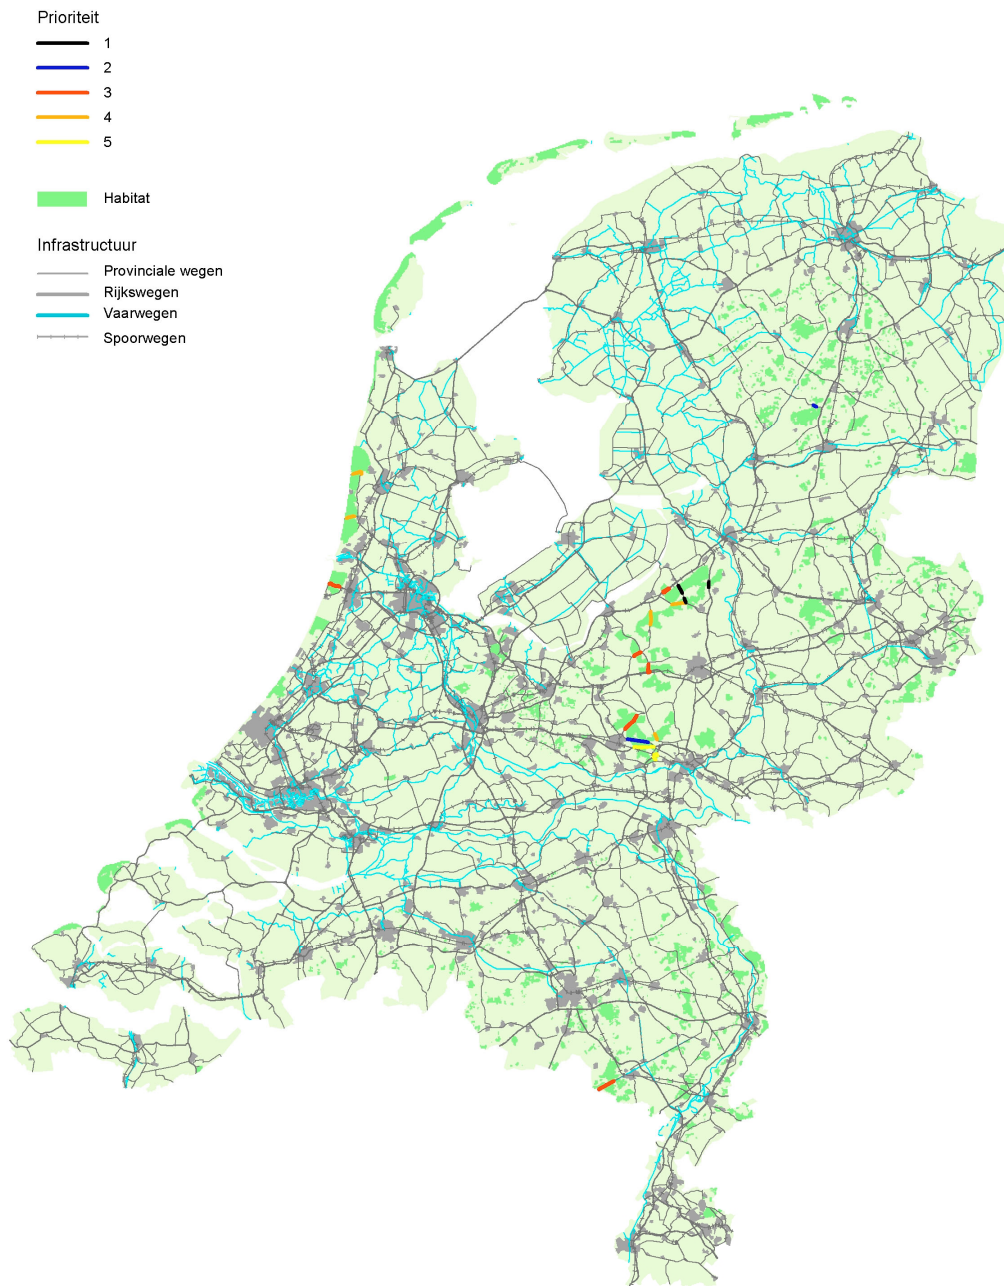 Prioriteit
1
2
3
4
5
Habitat
Infrastructuur
Provinciale wegen
Rijkswegen
Vaarwegen
Spoorwegen